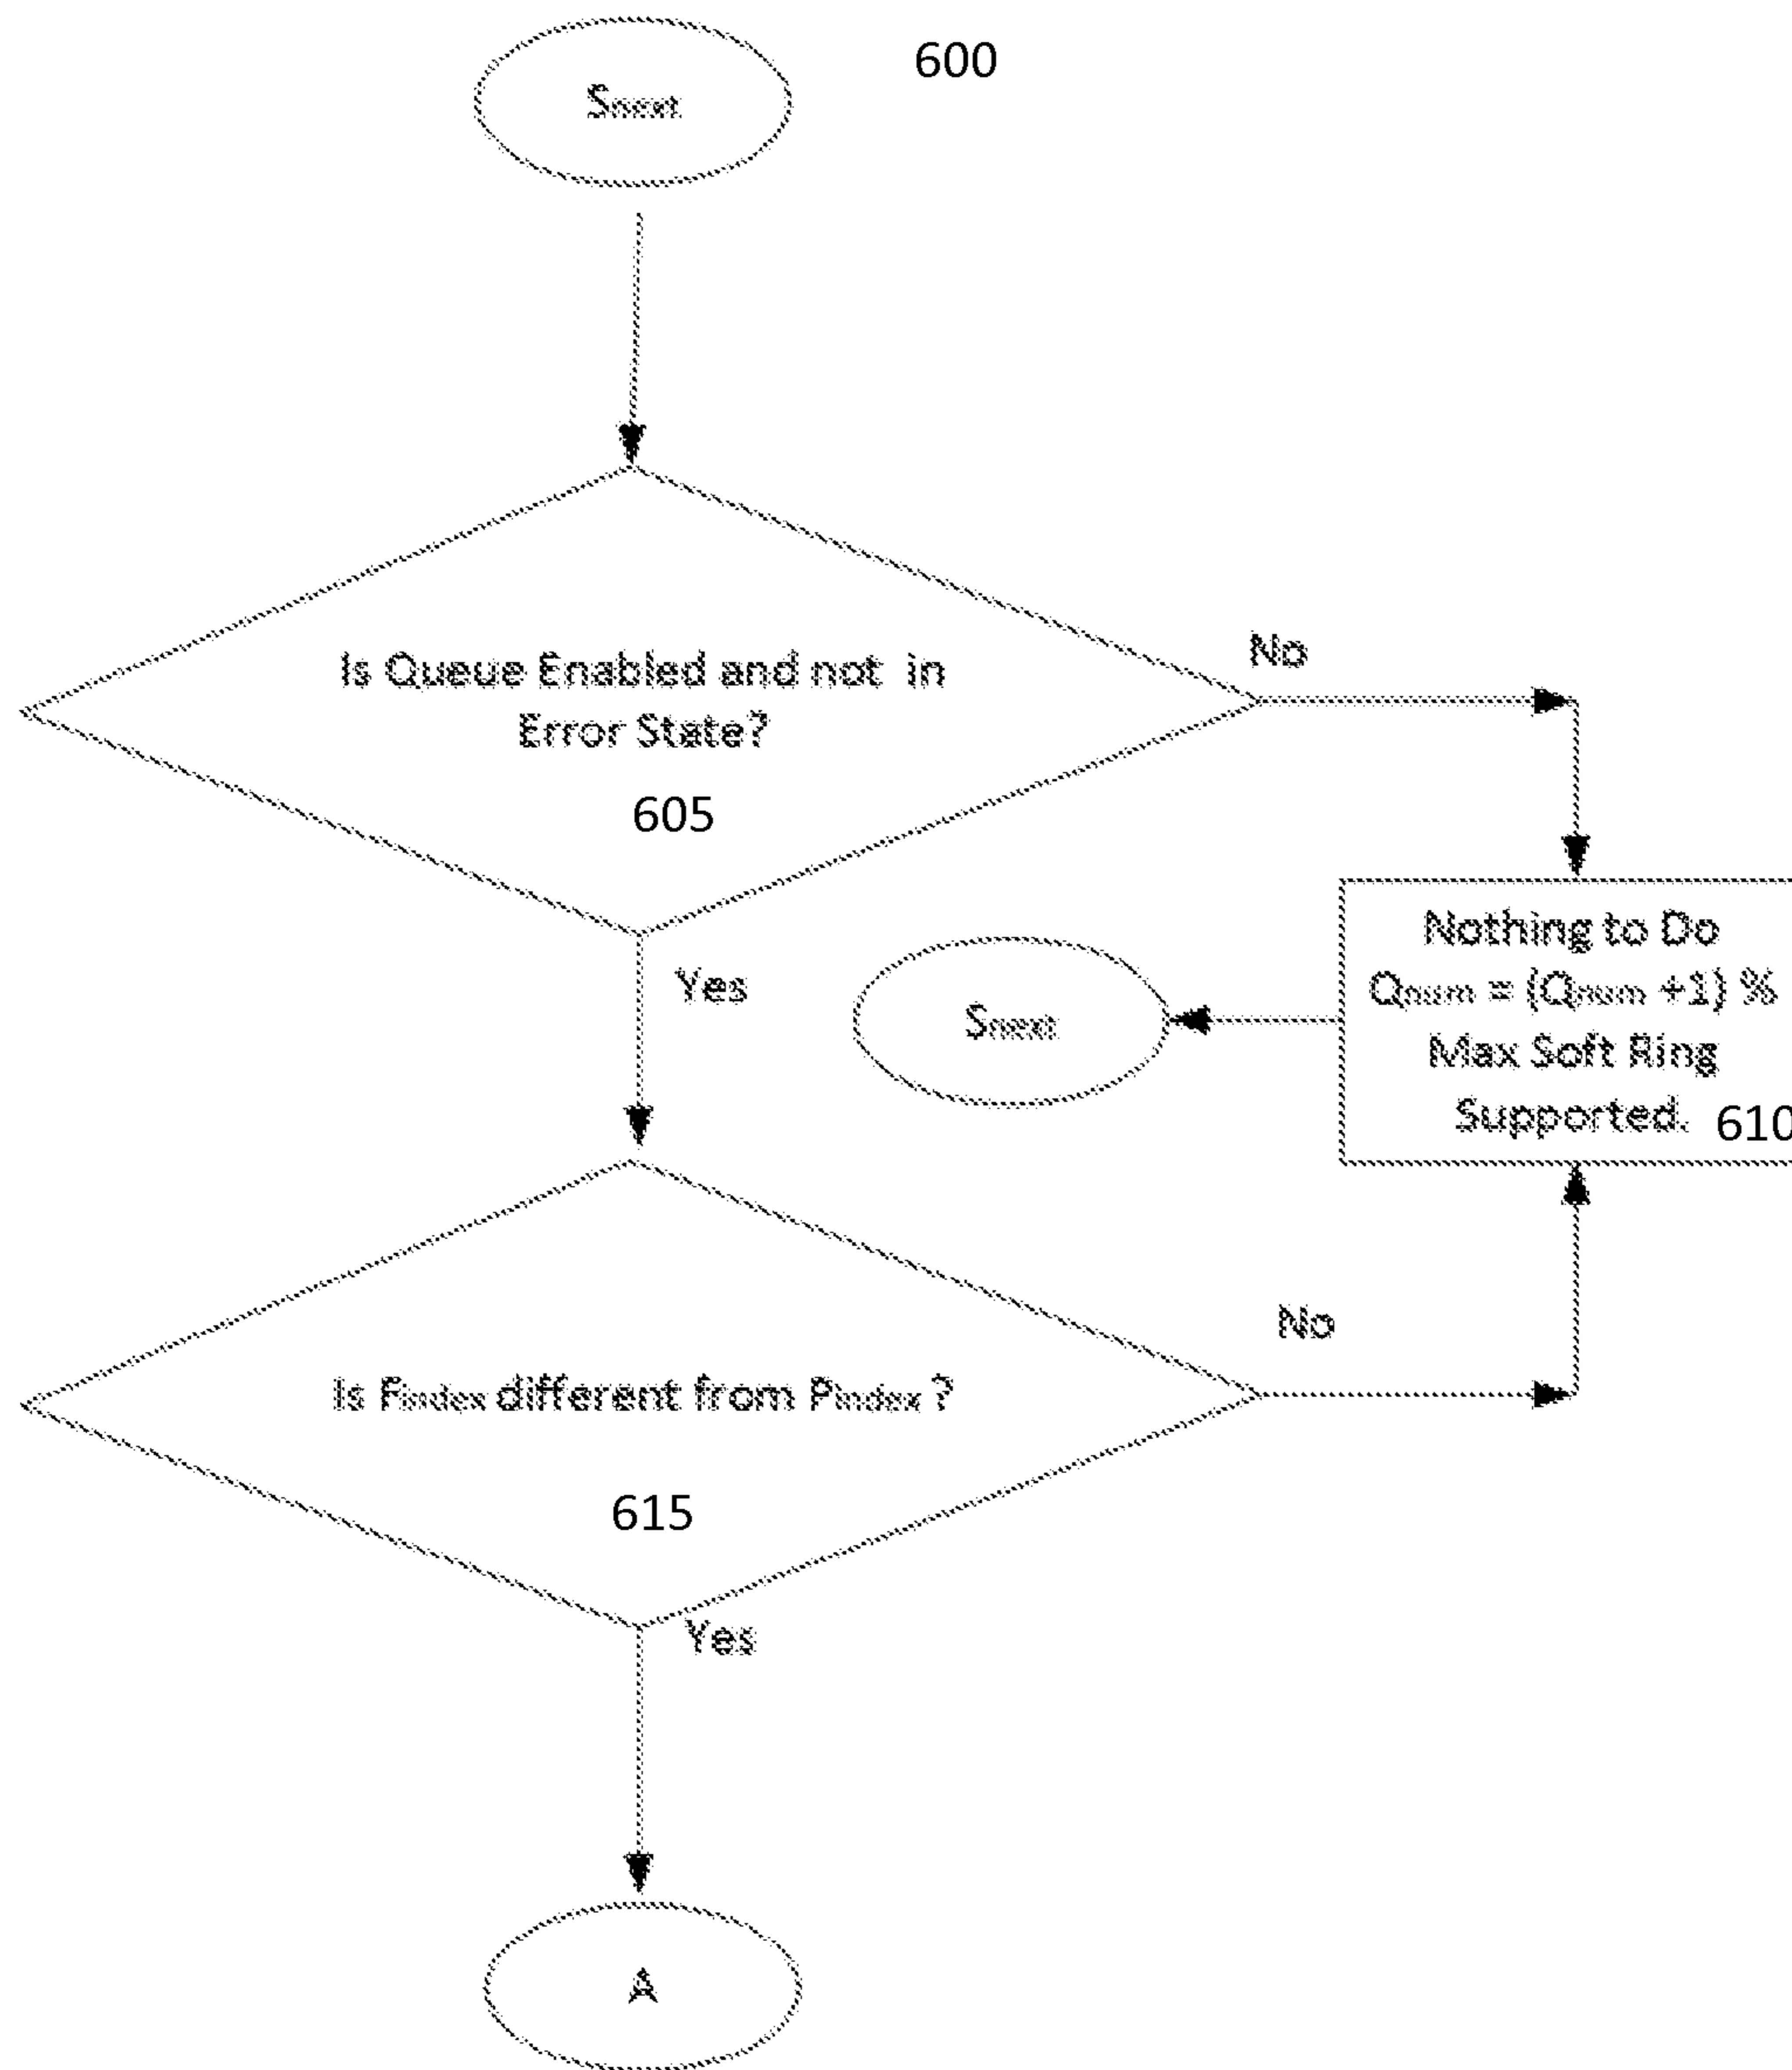 Snext
600
Is Queue Enabled and not in
Error State?
605
No
Yes
Nothing to Do
Qnum = (Qnum +1) %
Max Soft Ring
Supported. 610
Snext
Is Findex different from Pindex ?
615
No
Yes
A